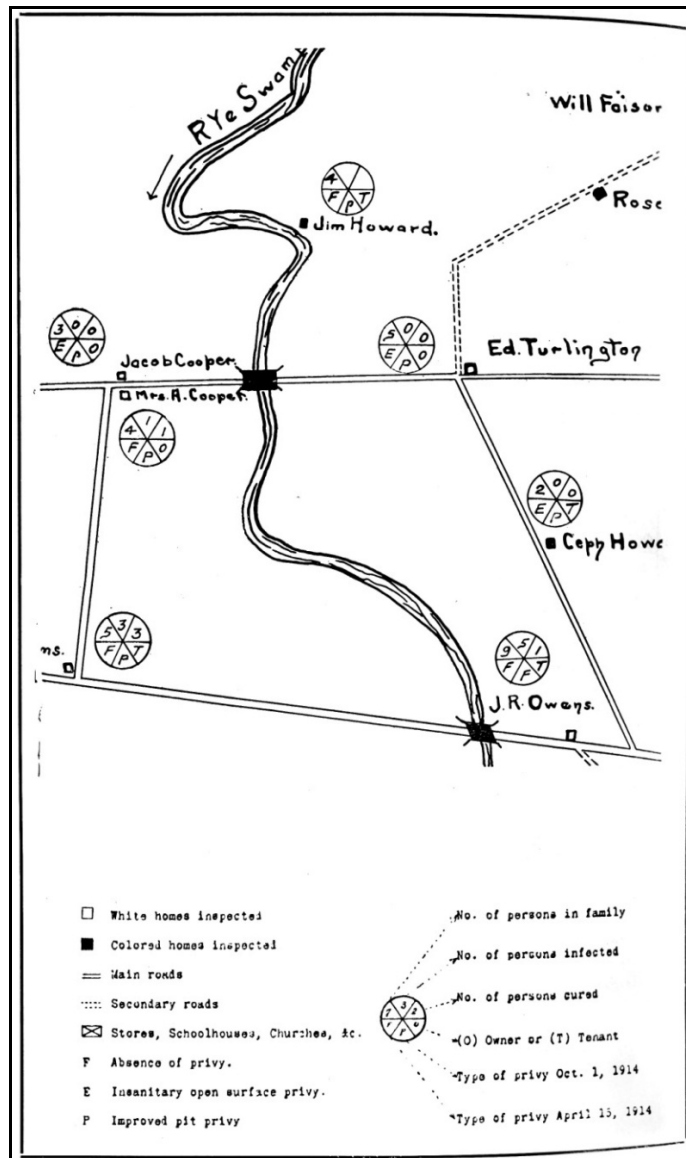 RYe Swamp
Will Faisor
4
F P T
Jim Howard.
Rose
3 0 0
E P O
5 0 0
E P O
Jacob Cooper.
Ed. Turlington
Mrs. A. Cooper.
4 1 1
F P O
2 0 0
E P T
Ceph Howe
5 3 3
F P T
ns.
9 5 1
F F T
J. R. Owens.
White homes inspected
Colored homes inspected
Main roads
Secondary roads
Stores, Schoolhouses, Churches, &c.
F Absence of privy.
E Insanitary open surface privy.
P Improved pit privy
No. of persons in family
No. of persons infected
No. of persons cured
7 3 2
(O) Owner or (T) Tenant
Type of privy Oct. 1, 1914
Type of privy April 15, 1914